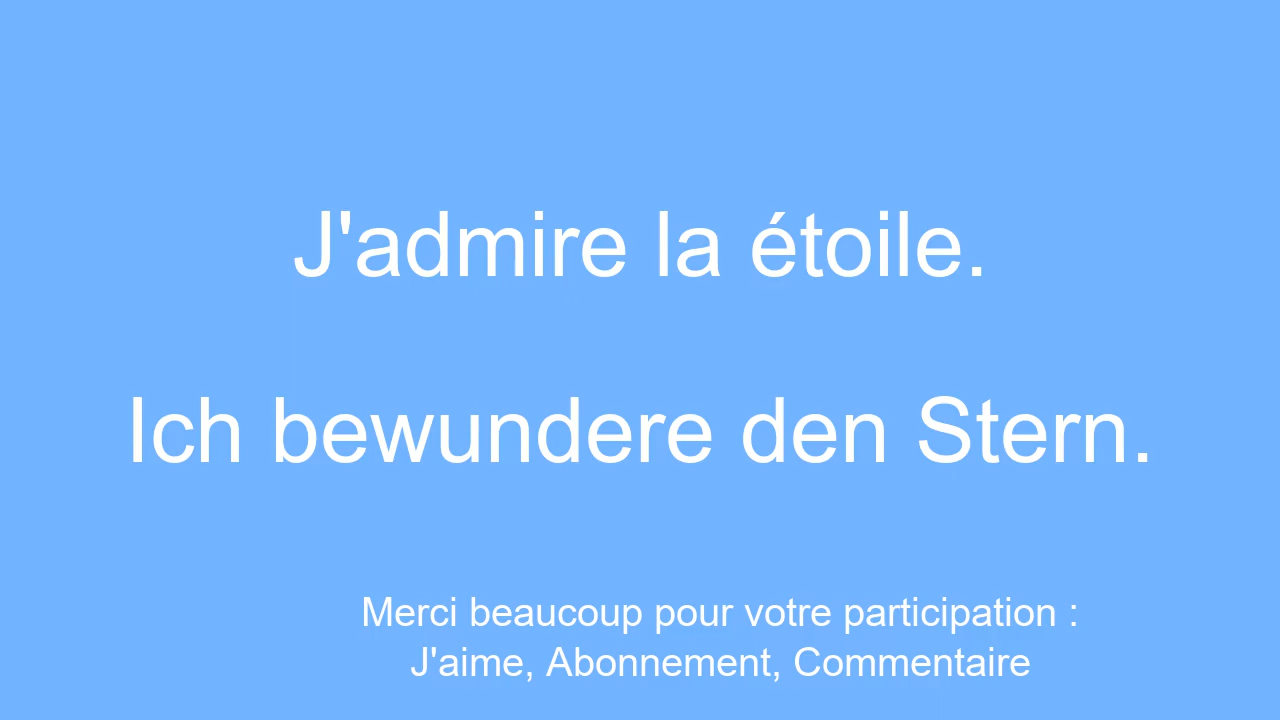 J'admire la étoile.
Ich bewundere den Stern.
Merci beaucoup pour votre participation :
J'aime, Abonnement, Commentaire